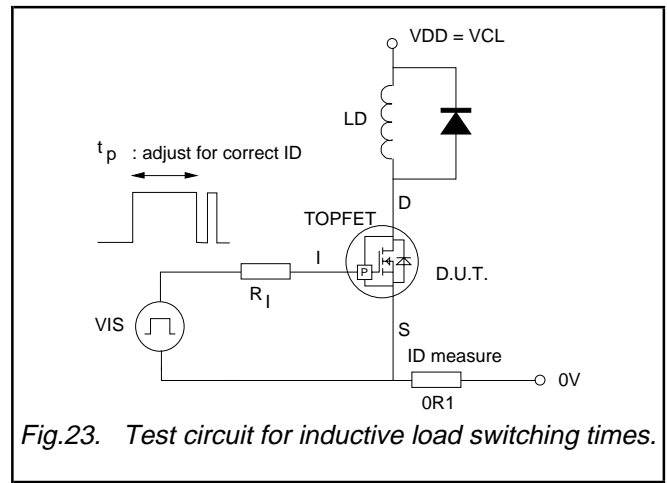 VDD = VCL
LD
t p : adjust for correct ID
TOPFET
D
I
P
D.U.T.
R I
VIS
S
ID measure
0V
0R1
Fig.23. Test circuit for inductive load switching times.